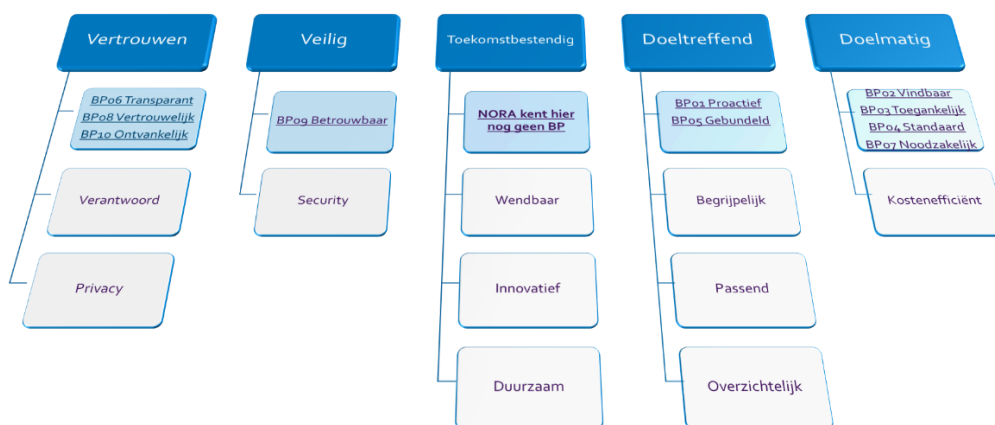 Vertrouwen
BP06 Transparant
BP08 Vertrouwelijk
BP10 Ontvankelijk
Verantwoord
Privacy
Veilig
BP09 Betrouwbaar
Security
Toekomstbestendig
NORA kent hier
nog geen BP
Wendbaar
Innovatief
Duurzaam
Doeltreffend
BP01 Proactief
BP05 Gebundeld
Begrijpelijk
Passend
Overzichtelijk
Doelmatig
BP02 Vindbaar
BP03 Toegankelijk
BP04 Standaard
BP07 Noodzakelijk
Kostenefficiënt